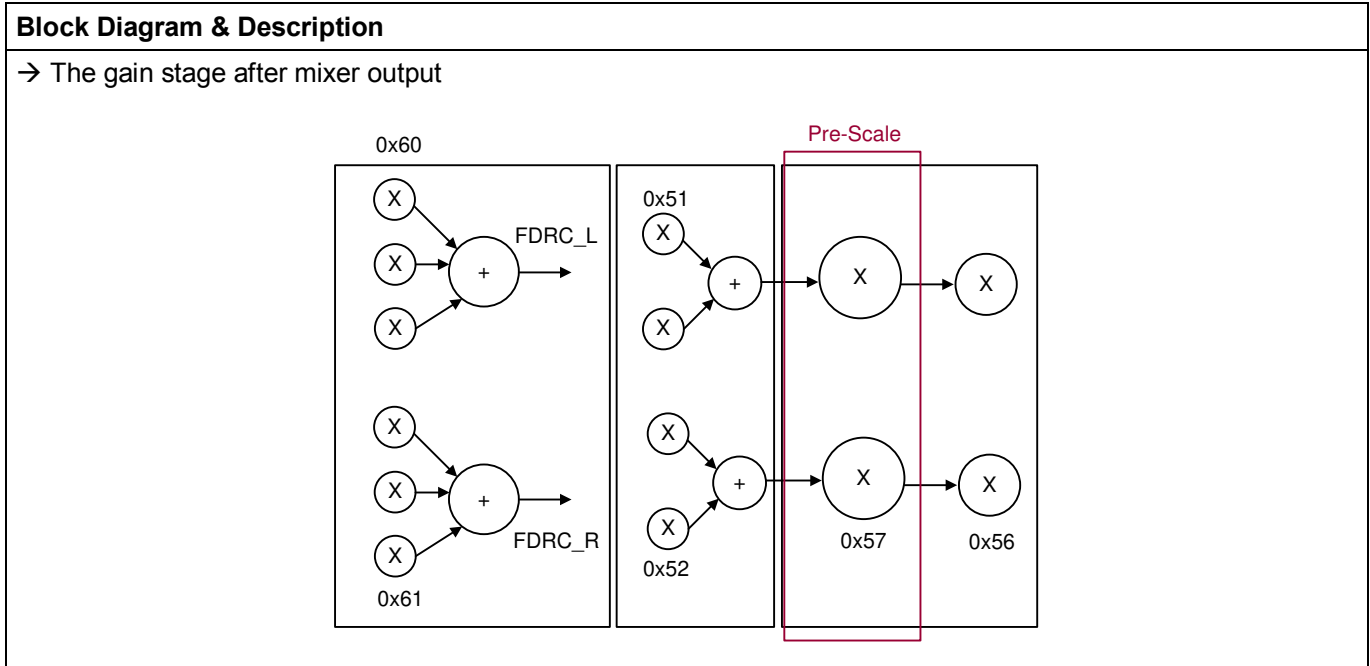 Block Diagram & Description
→ The gain stage after mixer output
Pre-Scale
0x60
X
X
X
+
FDRC_L
0x51
X
X
+
X
X
X
X
X
+
FDRC_R
0x61
X
X
+
0x52
X
0x57
X
0x56